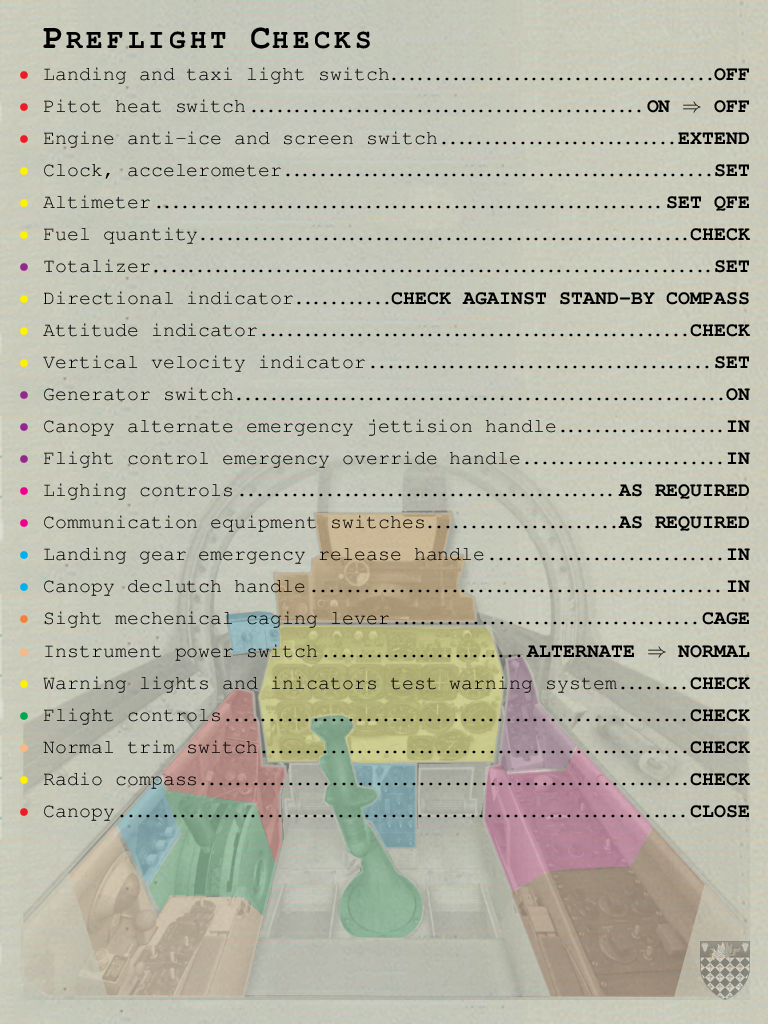 Preflight Checks
Landing and taxi light switch....................................OFF
Pitot heat switch............................................ON ⇒ OFF
Engine anti-ice and screen switch...........................EXTEND
Clock, accelerometer................................................SET
Altimeter.........................................................SET QFE
Fuel quantity.......................................................CHECK
Totalizer..............................................................SET
Directional indicator...........CHECK AGAINST STAND-BY COMPASS
Attitude indicator................................................CHECK
Vertical velocity indicator.......................................SET
Generator switch.......................................................ON
Canopy alternate emergency jettision handle...................IN
Flight control emergency override handle.......................IN
Lighing controls..........................................AS REQUIRED
Communication equipment switches......................AS REQUIRED
Landing gear emergency release handle...........................IN
Canopy declutch handle..............................................IN
Sight mechenical caging lever...................................CAGE
Instrument power switch.......................ALTERNATE ⇒ NORMAL
Warning lights and inicators test warning system........CHECK
Flight controls....................................................CHECK
Normal trim switch................................................CHECK
Radio compass.......................................................CHECK
Canopy................................................................CLOSE